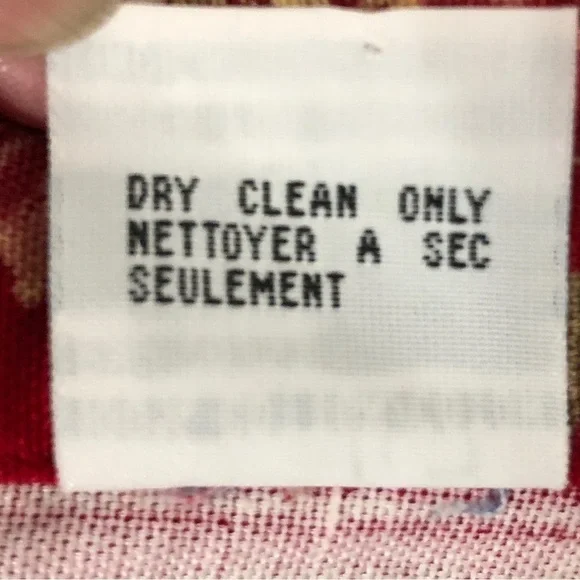 DRY CLEAN ONLY
NETTOYER A SEC
SEULEMENT